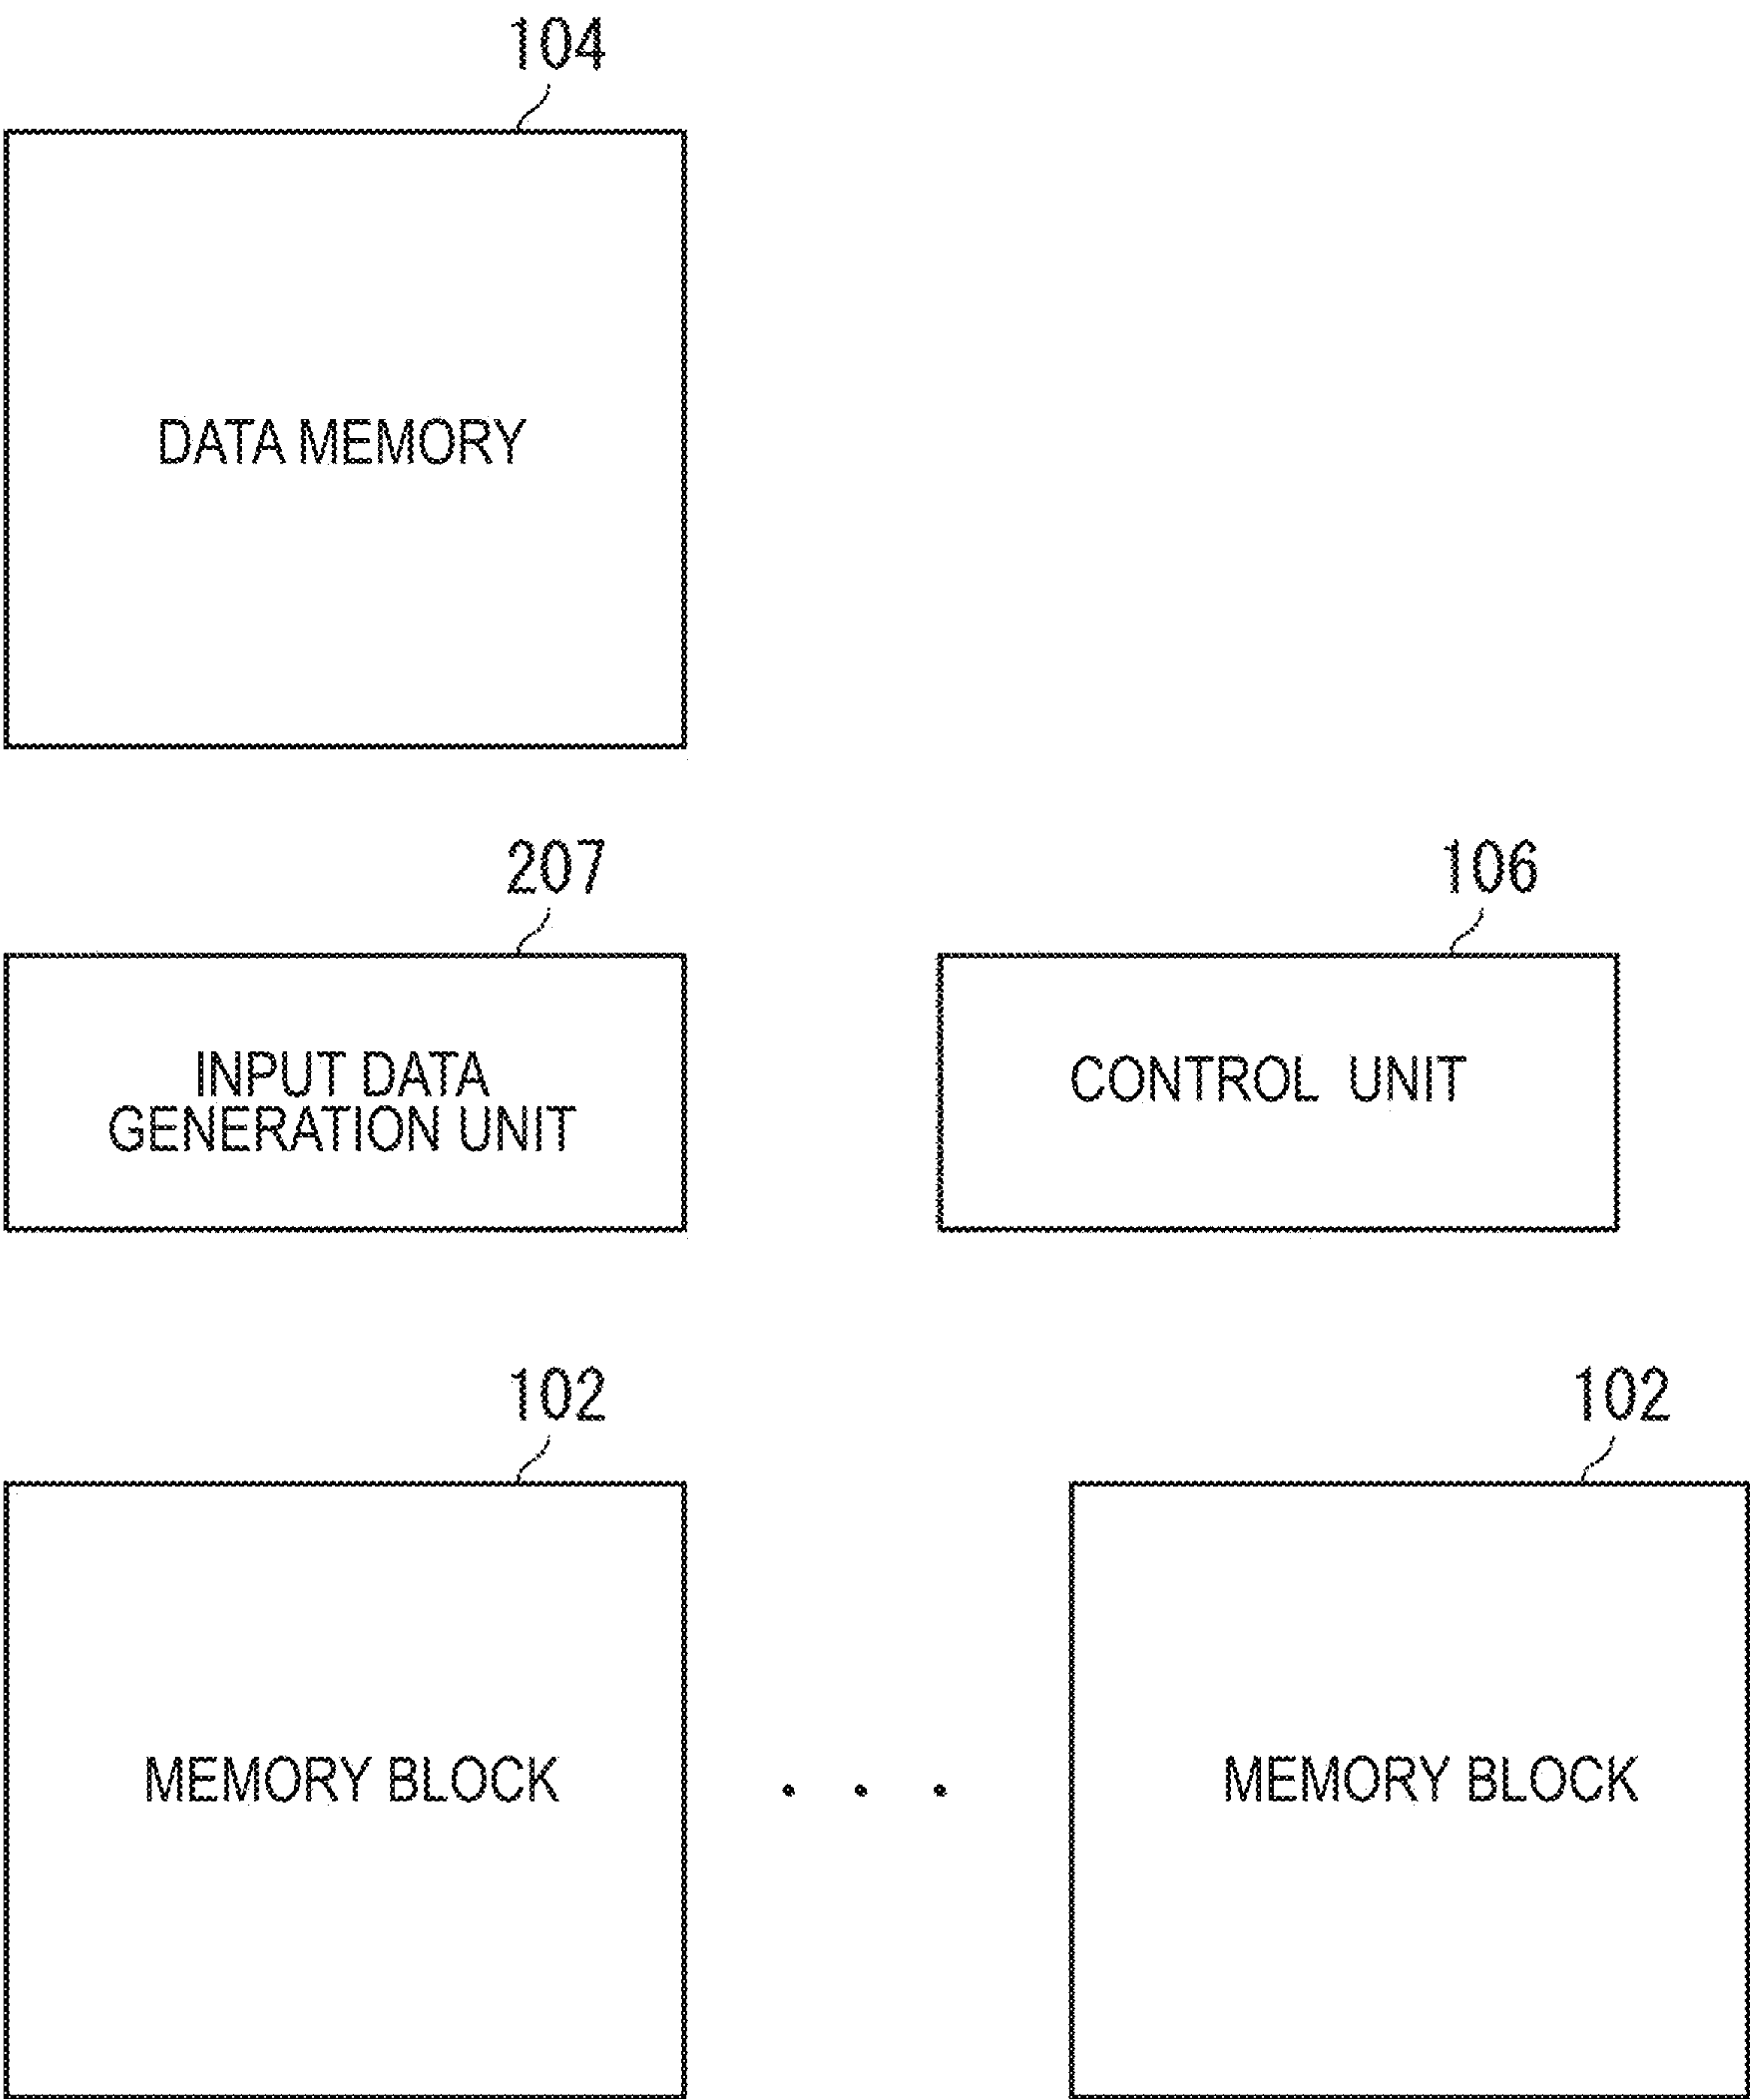 104
DATA MEMORY
207
106
INPUT DATA
GENERATION UNIT
CONTROL UNIT
102
102
MEMORY BLOCK
. . .
MEMORY BLOCK